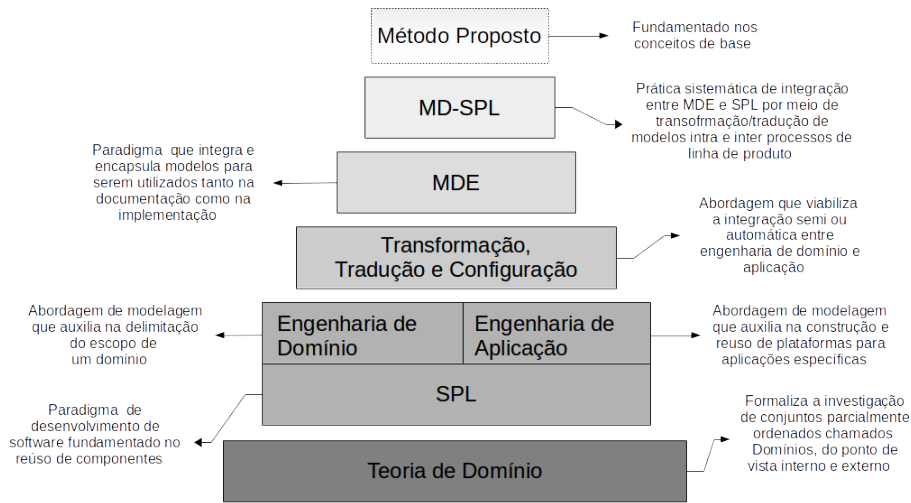 Método Proposto
Fundamentado nos
conceitos de base
MD-SPL
Prática sistemática de integração
entre MDE e SPL por meio de
transofrmação/tradução de
modelos intra e inter processos de
linha de produto
Paradigma que integra e
encapsula modelos para
serem utilizados tanto na
documentação como na
implementação
MDE
Transformação,
Tradução e Configuração
Abordagem que viabiliza
a integração semi ou
automática entre
engenharia de domínio e
aplicação
Abordagem de modelagem
que auxilia na delimitação
do escopo de
um domínio
Engenharia de
Domínio
Engenharia de
Aplicação
Abordagem de modelagem
que auxilia na construção e
reuso de plataformas para
aplicações específicas
SPL
Paradigma de
desenvolvimento de
software fundamentado no
reúso de componentes
Teoria de Domínio
Formaliza a investigação
de conjuntos parcialmente
ordenados chamados
Domínios, do ponto de
vista interno e externo